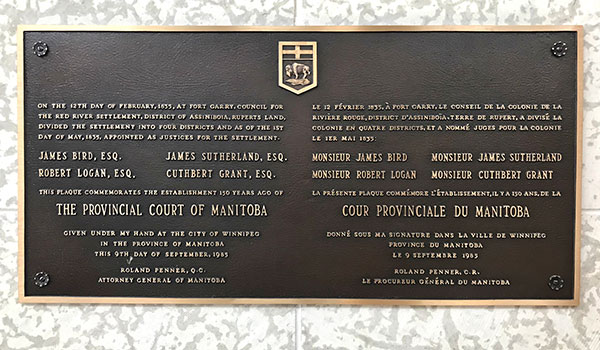 ON THE 12TH DAY OF FEBRUARY, 1835, AT FORT GARRY, COUNCIL FOR
THE RED RIVER SETTLEMENT, DISTRICT OF ASSINIBOIA, RUPERTS LAND,
DIVIDED THE SETTLEMENT INTO FOUR DISTRICTS AND AS OF THE 1ST
DAY OF MAY, 1835, APPOINTED AS JUSTICES FOR THE SETTLEMENT.
JAMES BIRD, ESQ. JAMES SUTHERLAND, ESQ.
ROBERT LOGAN, ESQ. CUTHBERT GRANT, ESQ.
THIS PLAQUE COMMEMORATES THE ESTABLISHMENT 150 YEARS AGO OF
THE PROVINCIAL COURT OF MANITOBA
GIVEN UNDER MY HAND AT THE CITY OF WINNIPEG
IN THE PROVINCE OF MANITOBA
THIS 9TH DAY OF SEPTEMBER, 1985
ROLAND PENNER, Q.C.
ATTORNEY GENERAL OF MANITOBA
LE 12 FÉVRIER 1835, À FORT GARRY, LE CONSEIL DE LA COLONIE DE LA
RIVIÈRE ROUGE, DISTRICT D'ASSINIBOÏA, TERRE DE RUPERT, A DIVISÉ LA
COLONIE EN QUATRE DISTRICTS, ET A NOMMÉ JUGES POUR LA COLONIE
LE 1ER MAI 1835:
MONSIEUR JAMES BIRD MONSIEUR JAMES SUTHERLAND
MONSIEUR ROBERT LOGAN MONSIEUR CUTHBERT GRANT
LA PRÉSENTE PLAQUE COMMÉMORE L'ÉTABLISSEMENT, IL Y A 150 ANS, DE LA
COUR PROVINCIALE DU MANITOBA
DONNÉ SOUS MA SIGNATURE DANS LA VILLE DE WINNIPEG
PROVINCE DU MANITOBA
LE 9 SEPTEMBRE 1985
ROLAND PENNER, C.R.
LE PROCUREUR GÉNÉRAL DU MANITOBA